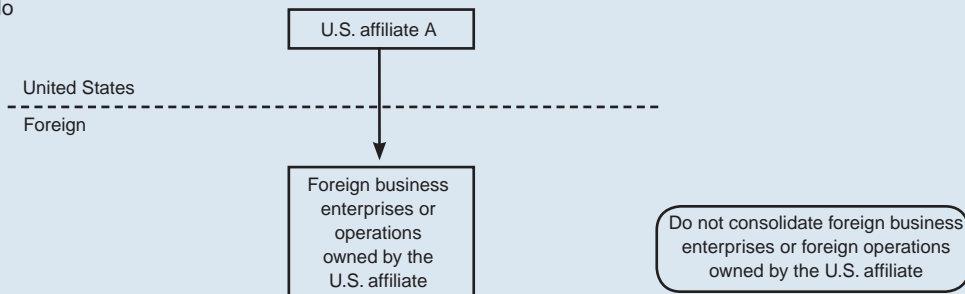 U.S. affiliate A
United States
Foreign
Foreign business
enterprises or
operations
owned by the
U.S. affiliate
Do not consolidate foreign business
enterprises or foreign operations
owned by the U.S. affiliate